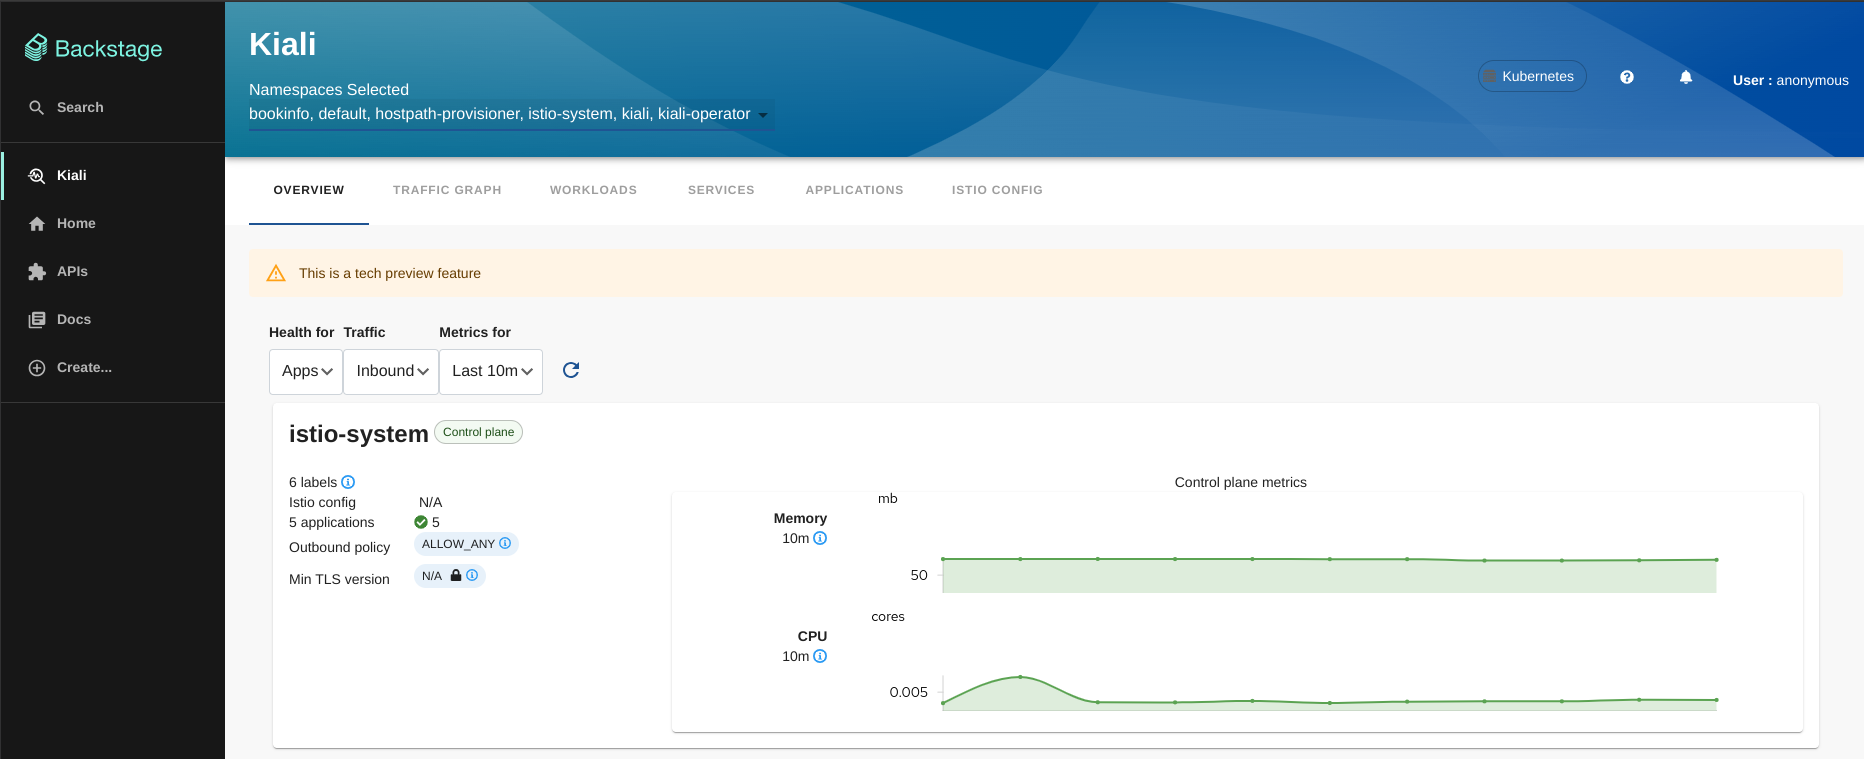 Backstage
Search
Kiali
Home
APIs
Docs
Create...
Kiali
Namespaces Selected
bookinfo, default, hostpath-provisioner, istio-system, kiali, kiali-operator
Kubernetes
User : anonymous
OVERVIEW TRAFFIC GRAPH WORKLOADS SERVICES APPLICATIONS ISTIO CONFIG
This is a tech preview feature
Health for Traffic Metrics for
Apps Inbound Last 10m
istio-system Control plane
6 labels
Istio config N/A
5 applications 5
Outbound policy ALLOW_ANY
Min TLS version N/A
Control plane metrics
mb
Memory
10m
50
cores
CPU
10m
0.005